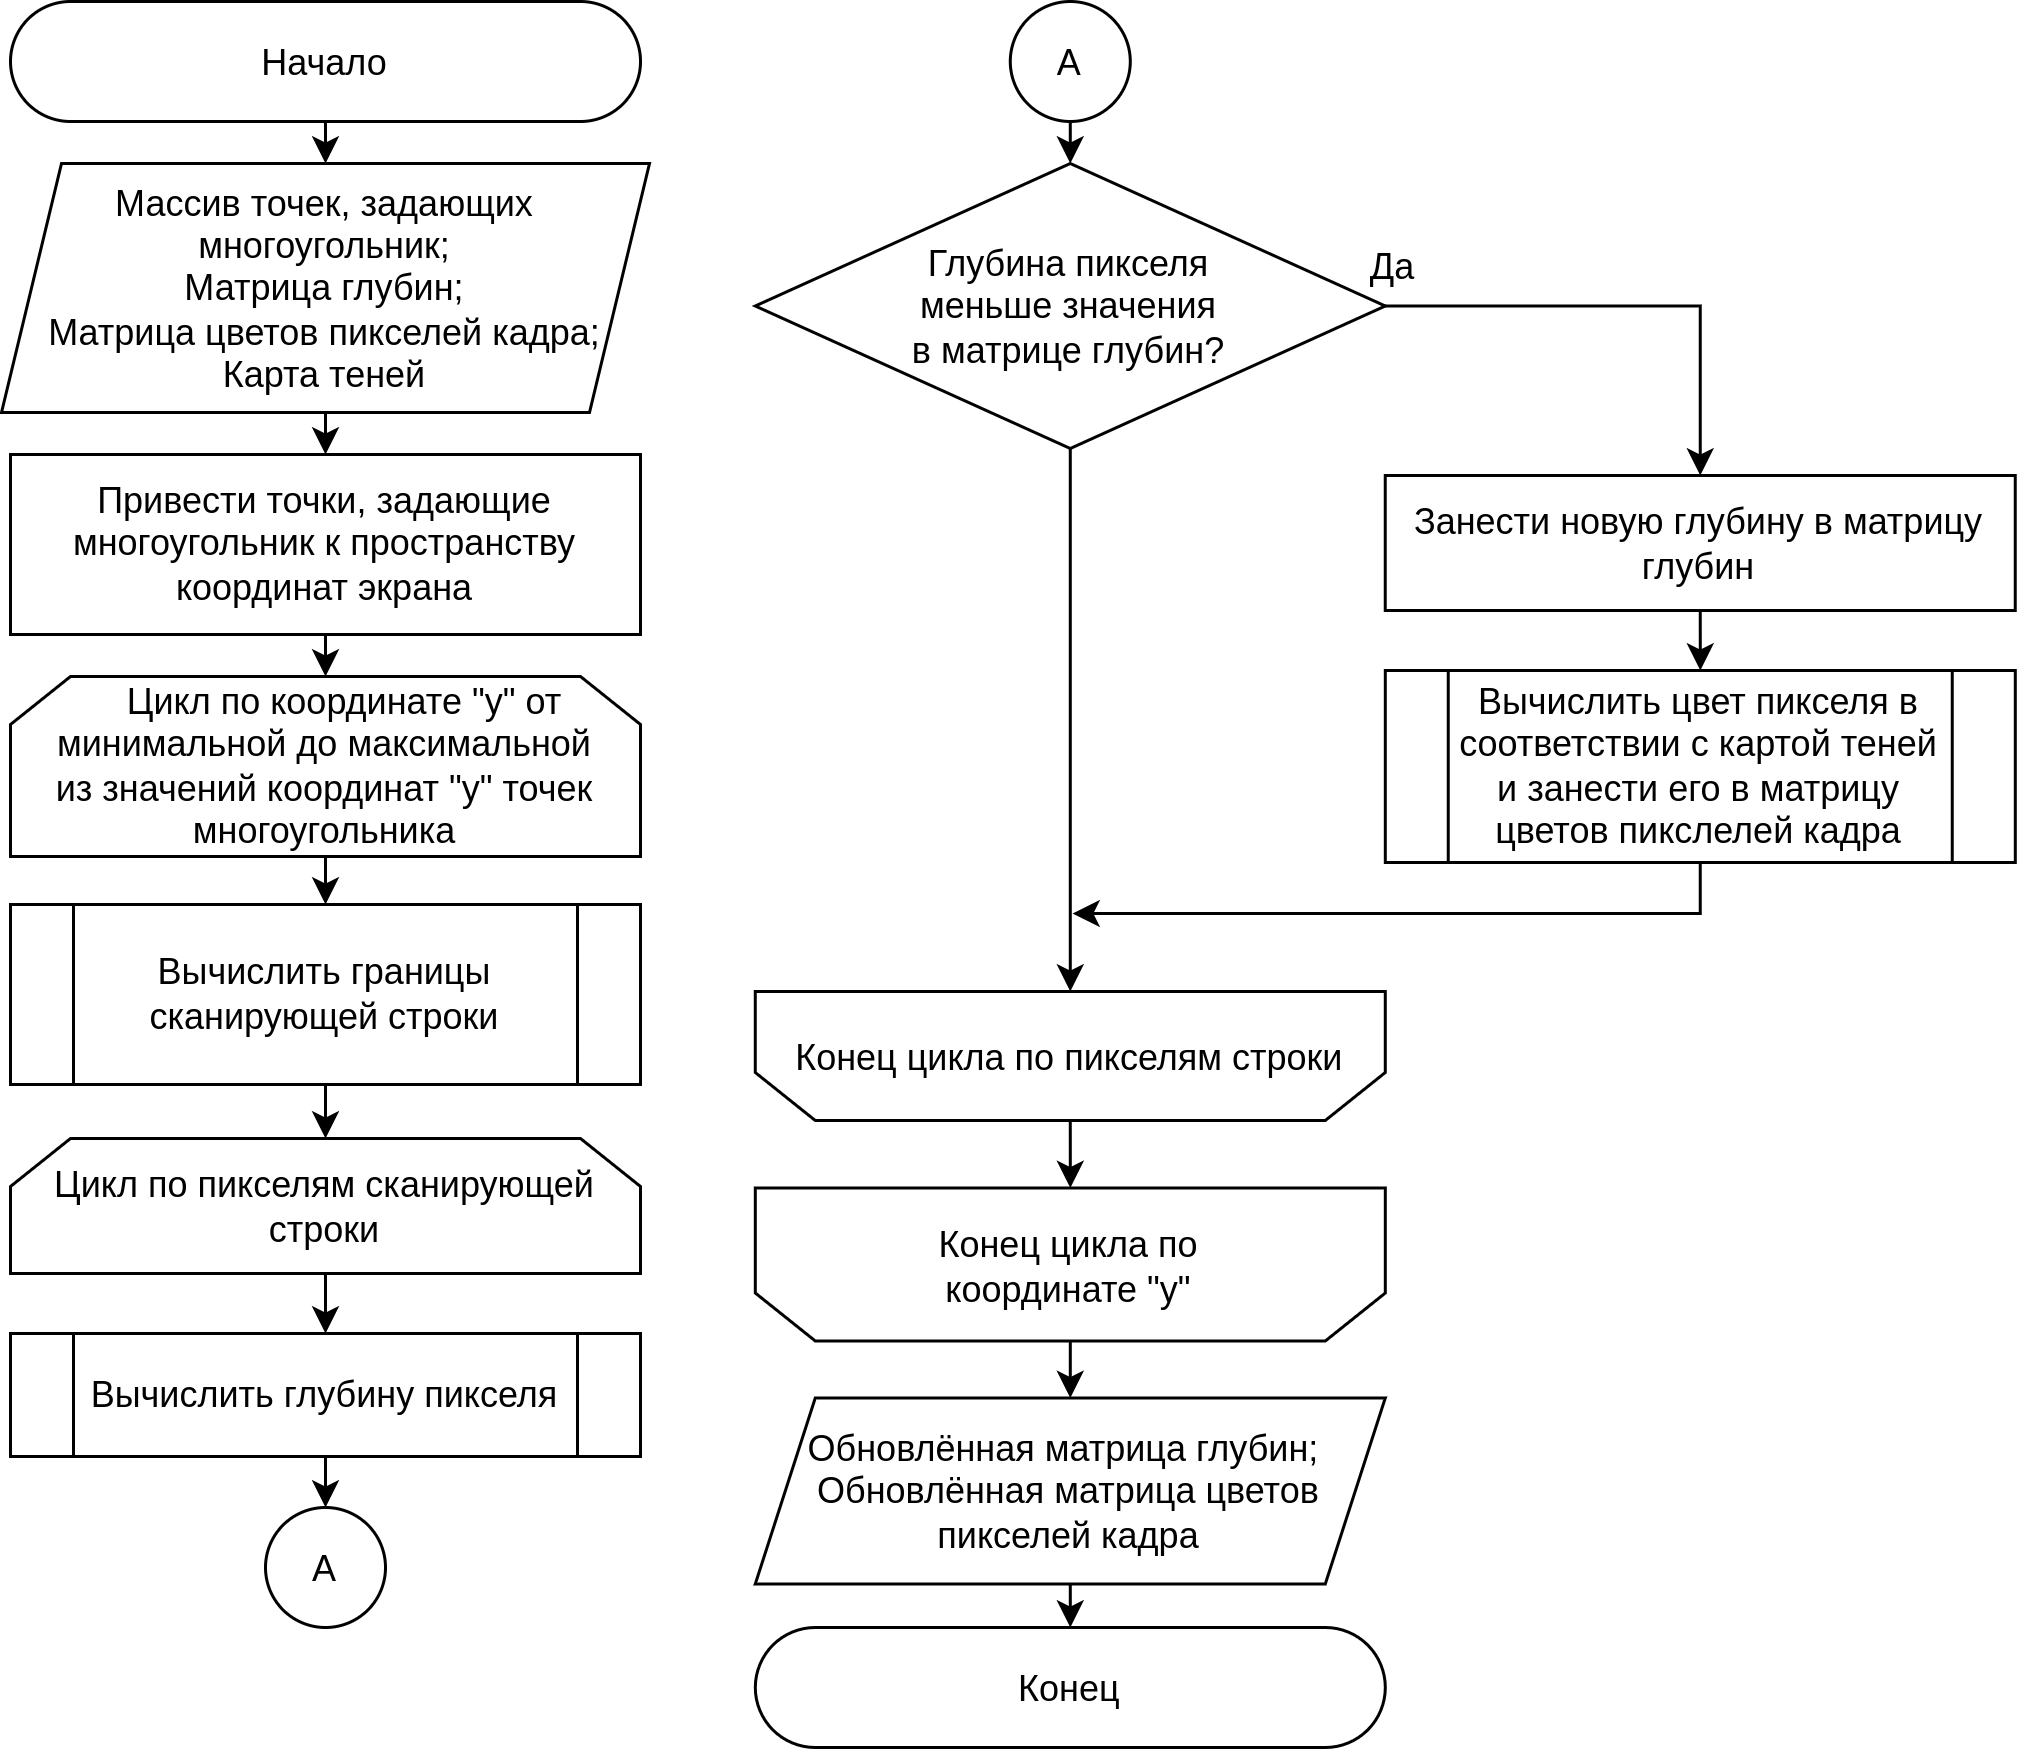 Начало
Массив точек, задающих
многоугольник;
Матрица глубин;
Матрица цветов пикселей кадра;
Карта теней
Привести точки, задающие
многоугольник к пространству
координат экрана
Цикл по координате "y" от
минимальной до максимальной
из значений координат "y" точек
многоугольника
Вычислить границы
сканирующей строки
Цикл по пикселям сканирующей
строки
Вычислить глубину пикселя
А
А
Глубина пикселя
меньше значения
в матрице глубин?
Да
Занести новую глубину в матрицу
глубин
Вычислить цвет пикселя в
соответствии с картой теней
и занести его в матрицу
цветов пикслелей кадра
Конец цикла по пикселям строки
Конец цикла по
координате "y"
Обновлённая матрица глубин;
Обновлённая матрица цветов
пикселей кадра
Конец